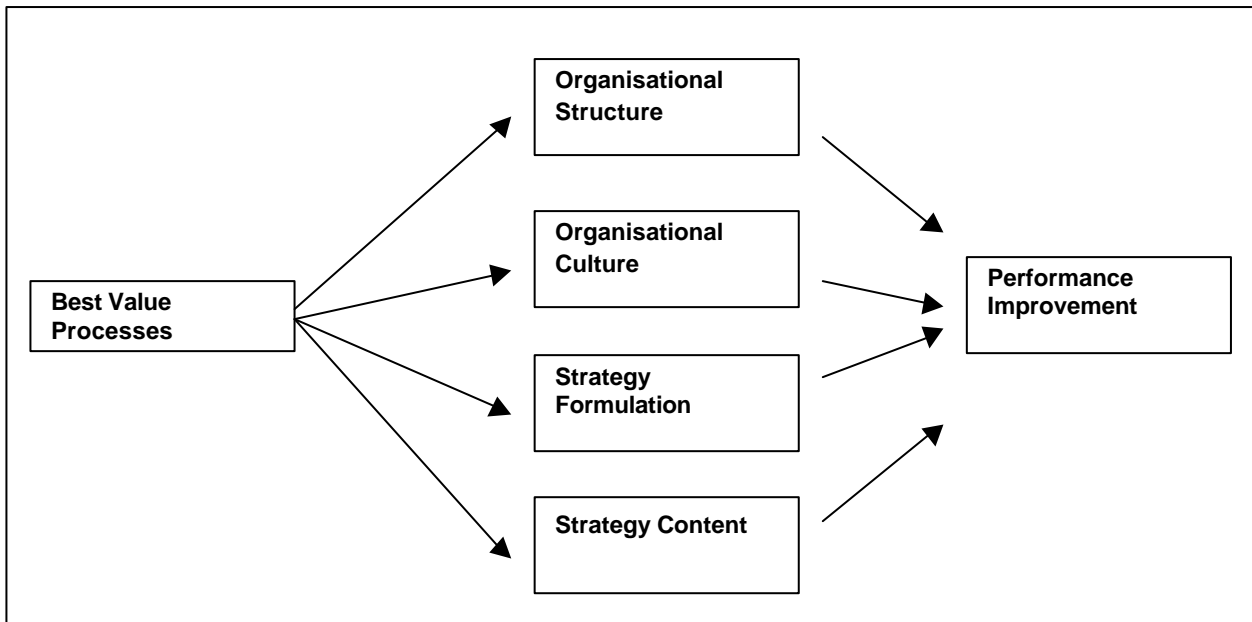 Organisational
Structure
Organisational
Culture
Best Value
Processes
Performance
Improvement
Strategy
Formulation
Strategy Content